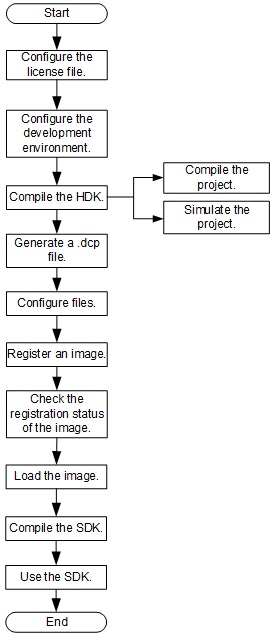 Start
Configure the
license file.
Configure the
development
environment.
Compile the HDK.
Compile the
project.
Simulate the
project.
Generate a .dcp
file.
Configure files.
Register an image.
Check the
registration status
of the image.
Load the image.
Compile the SDK.
Use the SDK.
End